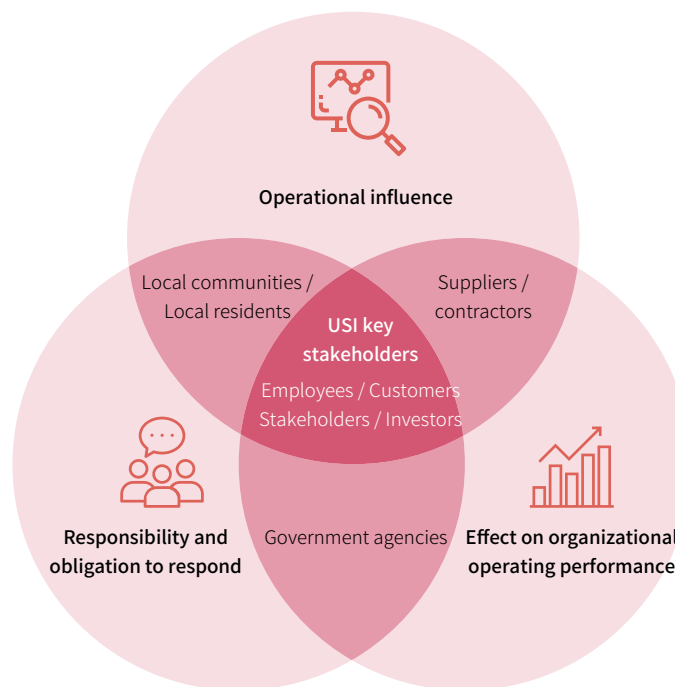 Operational influence
Local communities /
Local residents
Suppliers /
contractors
USI key
stakeholders
Employees / Customers
Stakeholders / Investors
Responsibility and
obligation to respond
Government agencies
Effect on organizational
operating performance